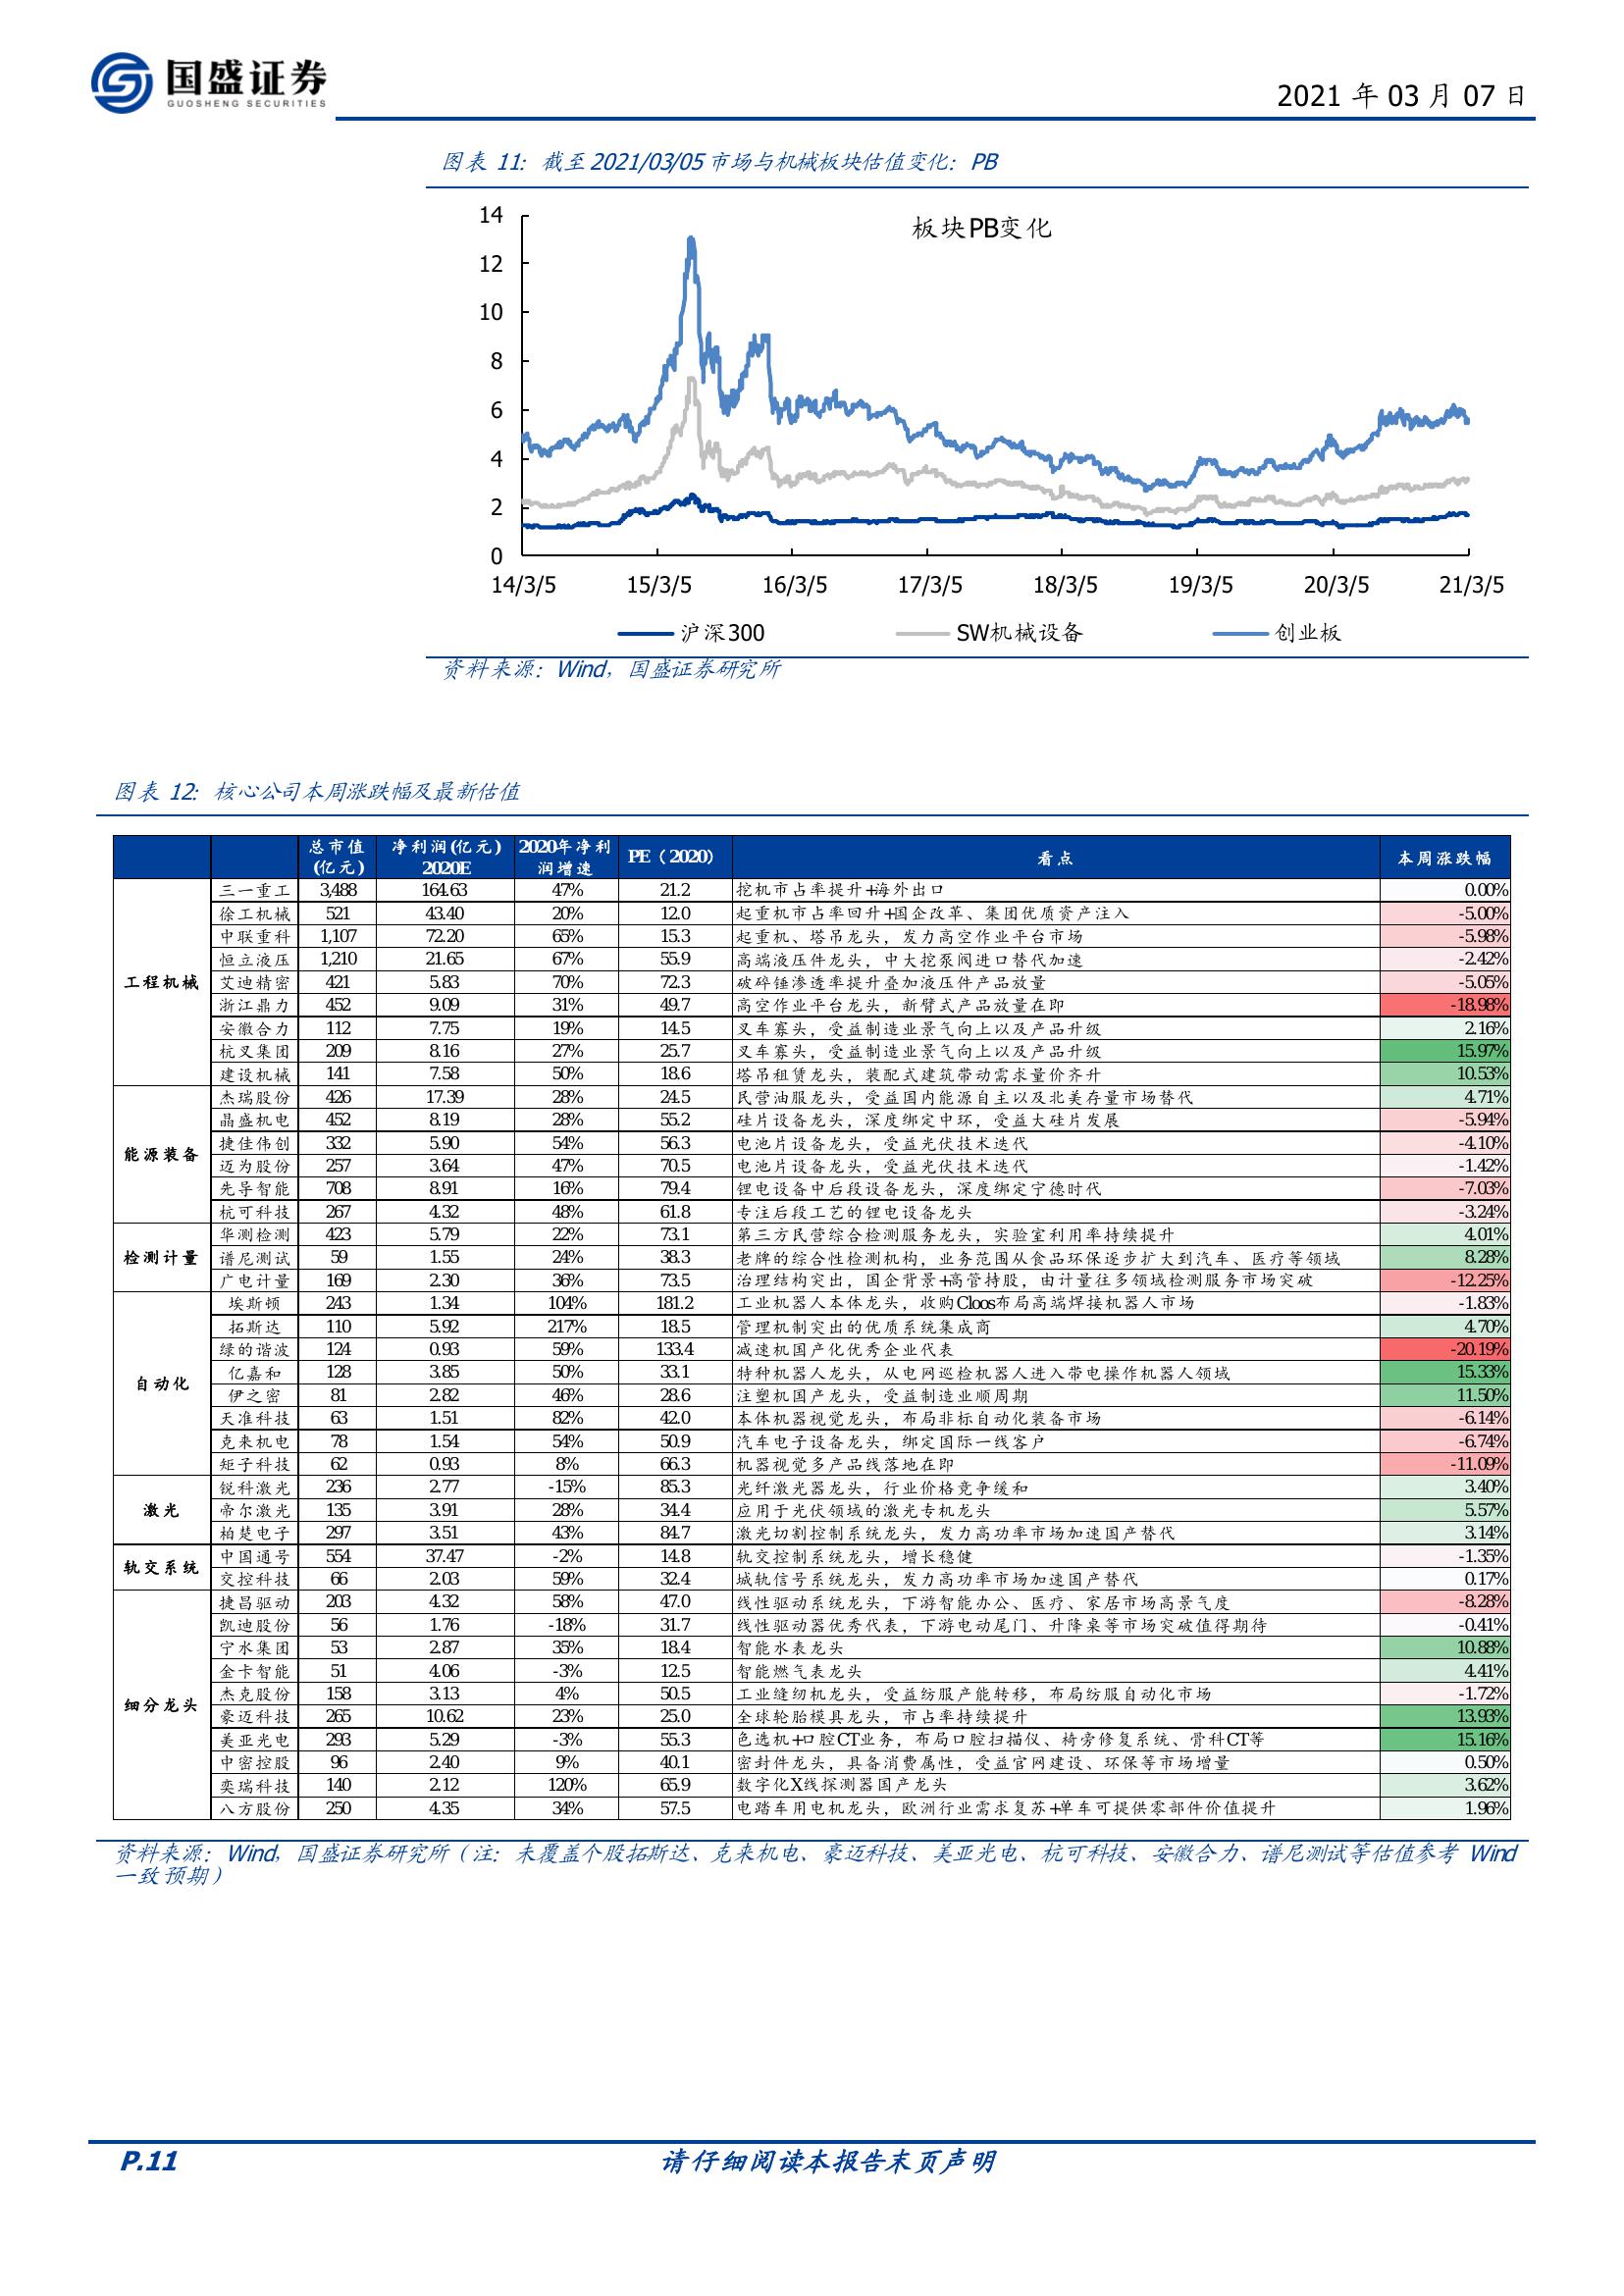 国盛证券
GUOSHENG SECURITIES
2021 年 03 月 07 日
图表 11：截至 2021/03/05 市场与机械板块估值变化：PB
板块PB变化
14
12
10
8
6
4
2
0
14/3/5 15/3/5 16/3/5 17/3/5 18/3/5 19/3/5 20/3/5 21/3/5
沪深300 SW机械设备 创业板
资料来源：Wind，国盛证券研究所
图表 12：核心公司本周涨跌幅及最新估值
总市值(亿元) 净利润(亿元)2020E 2020年净利润增速 PE（2020） 看点 本周涨跌幅
工程机械
三一重工 3,488 164.63 47% 21.2 挖机市占率提升+海外出口 0.00%
徐工机械 521 43.40 20% 12.0 起重机市占率回升+国企改革、集团优质资产注入 -5.00%
中联重科 1,107 72.20 65% 15.3 起重机、塔吊龙头，发力高空作业平台市场 -5.98%
恒立液压 1,210 21.65 67% 55.9 高端液压件龙头，中大挖泵阀进口替代加速 -2.42%
艾迪精密 421 5.83 70% 72.3 破碎锤渗透率提升叠加液压件产品放量 -5.05%
浙江鼎力 452 9.09 31% 49.7 高空作业平台龙头，新臂式产品放量在即 -18.98%
安徽合力 112 7.75 19% 14.5 叉车寡头，受益制造业景气向上以及产品升级 2.16%
杭叉集团 209 8.16 27% 25.7 叉车寡头，受益制造业景气向上以及产品升级 15.97%
建设机械 141 7.58 50% 18.6 塔吊租赁龙头，装配式建筑带动需求量价齐升 10.53%
能源装备
杰瑞股份 426 17.39 28% 24.5 民营油服龙头，受益国内能源自主以及北美存量市场替代 4.71%
晶盛机电 452 8.19 28% 55.2 硅片设备龙头，深度绑定中环，受益大硅片发展 -5.94%
捷佳伟创 332 5.90 54% 56.3 电池片设备龙头，受益光伏技术迭代 -4.10%
迈为股份 257 3.64 47% 70.5 电池片设备龙头，受益光伏技术迭代 -1.42%
先导智能 708 8.91 16% 79.4 锂电设备中后段设备龙头，深度绑定宁德时代 -7.03%
杭可科技 267 4.32 48% 61.8 专注后段工艺的锂电设备龙头 -3.24%
检测计量
华测检测 423 5.79 22% 73.1 第三方民营综合检测服务龙头，实验室利用率持续提升 4.01%
谱尼测试 59 1.55 24% 38.3 老牌的综合性检测机构，业务范围从食品环保逐步扩大到汽车、医疗等领域 8.28%
广电计量 169 2.30 36% 73.5 治理结构突出，国企背景+高管持股，由计量往多领域检测服务市场突破 -12.25%
自动化
埃斯顿 243 1.34 104% 181.2 工业机器人本体龙头，收购Cloos布局高端焊接机器人市场 -1.83%
拓斯达 110 5.92 217% 18.5 管理机制突出的优质系统集成商 4.70%
绿的谐波 124 0.93 59% 133.4 减速机国产化优秀企业代表 -20.19%
亿嘉和 128 3.85 50% 33.1 特种机器人龙头，从电网巡检机器人进入带电操作机器人领域 15.33%
伊之密 81 2.82 46% 28.6 注塑机国产龙头，受益制造业顺周期 11.50%
天准科技 63 1.51 82% 42.0 本体机器视觉龙头，布局非标自动化装备市场 -6.14%
克来机电 78 1.54 54% 50.9 汽车电子设备龙头，绑定国际一线客户 -6.74%
矩子科技 62 0.93 8% 66.3 机器视觉多产品线落地在即 -11.09%
激光
锐科激光 236 2.77 -15% 85.3 光纤激光器龙头，行业价格竞争缓和 3.40%
帝尔激光 135 3.91 28% 34.4 应用于光伏领域的激光专机龙头 5.57%
柏楚电子 297 3.51 43% 84.7 激光切割控制系统龙头，发力高功率市场加速国产替代 3.14%
轨交系统
中国通号 554 37.47 -2% 14.8 轨交控制系统龙头，增长稳健 -1.35%
交控科技 66 2.03 59% 32.4 城轨信号系统龙头，发力高功率市场加速国产替代 0.17%
细分龙头
捷昌驱动 203 4.32 58% 47.0 线性驱动系统龙头，下游智能办公、医疗、家居市场高景气度 -8.28%
凯迪股份 56 1.76 -18% 31.7 线性驱动器优秀代表，下游电动尾门、升降桌等市场突破值得期待 -0.41%
宁水集团 53 2.87 35% 18.4 智能水表龙头 10.88%
金卡智能 51 4.06 -3% 12.5 智能燃气表龙头 4.41%
杰克股份 158 3.13 4% 50.5 工业缝纫机龙头，受益纺服产能转移，布局纺服自动化市场 -1.72%
豪迈科技 265 10.62 23% 25.0 全球轮胎模具龙头，市占率持续提升 13.93%
美亚光电 293 5.29 -3% 55.3 色选机+口腔CT业务，布局口腔扫描仪、椅旁修复系统、骨科CT等 15.16%
中密控股 96 2.40 9% 40.1 密封件龙头，具备消费属性，受益官网建设、环保等市场增量 0.50%
奕瑞科技 140 2.12 120% 65.9 数字化X线探测器国产龙头 3.62%
八方股份 250 4.35 34% 57.5 电踏车用电机龙头，欧洲行业需求复苏+单车可提供零部件价值提升 1.96%
资料来源：Wind，国盛证券研究所（注：未覆盖个股拓斯达、克来机电、豪迈科技、美亚光电、杭可科技、安徽合力、谱尼测试等估值参考 Wind
一致预期）
P.11 请仔细阅读本报告末页声明